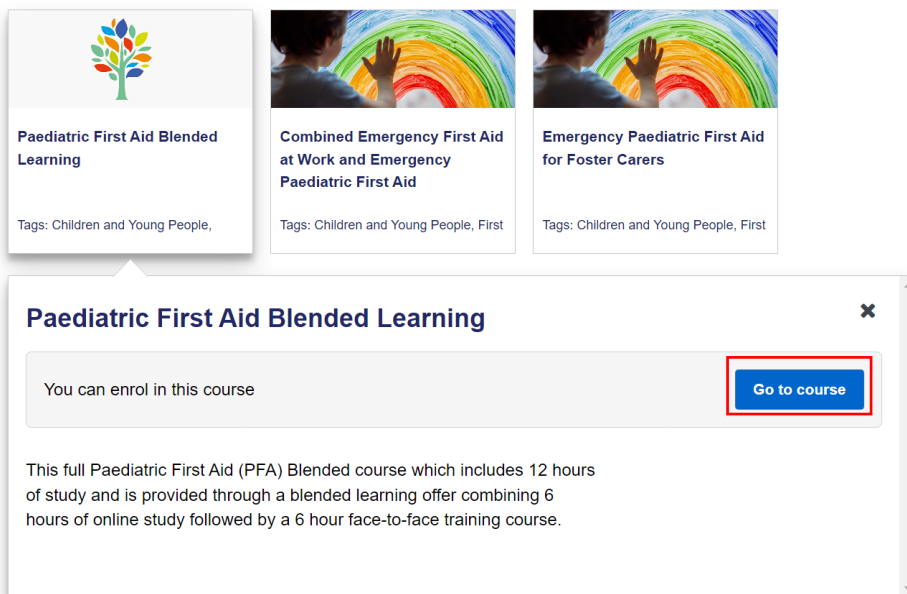 Paediatric First Aid Blended
Learning
Tags: Children and Young People,
Combined Emergency First Aid
at Work and Emergency
Paediatric First Aid
Tags: Children and Young People, First
Emergency Paediatric First Aid
for Foster Carers
Tags: Children and Young People, First
Paediatric First Aid Blended Learning
You can enrol in this course
Go to course
This full Paediatric First Aid (PFA) Blended course which includes 12 hours
of study and is provided through a blended learning offer combining 6
hours of online study followed by a 6 hour face-to-face training course.